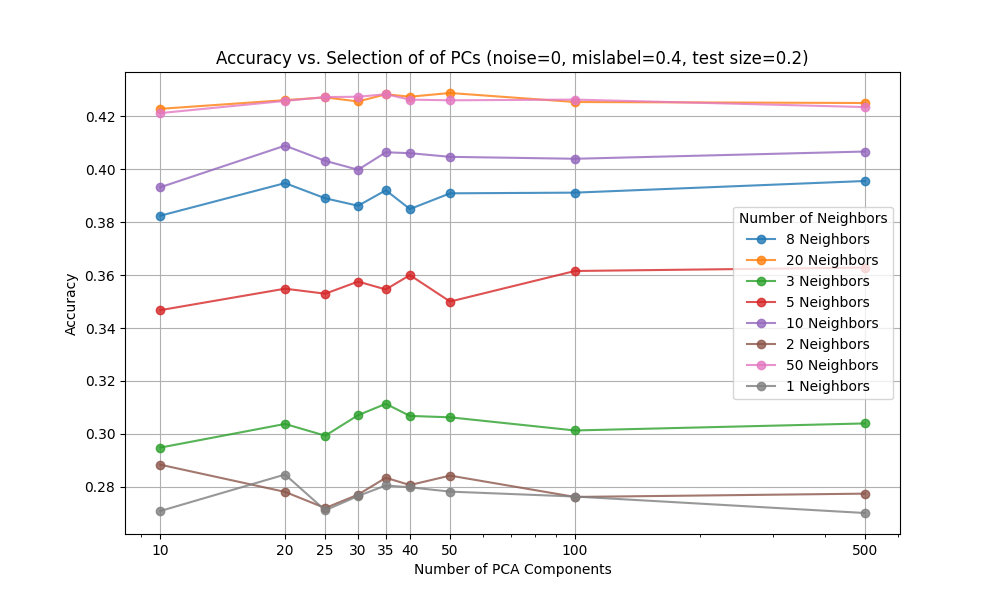 Accuracy vs. Selection of of PCs (noise=0, mislabel=0.4, test size=0.2)
Accuracy
0.42
0.40
0.38
0.36
0.34
0.32
0.30
0.28
Number of Neighbors
8 Neighbors
20 Neighbors
3 Neighbors
5 Neighbors
10 Neighbors
2 Neighbors
50 Neighbors
1 Neighbors
10 20 25 30 35 40 50 100 500
Number of PCA Components